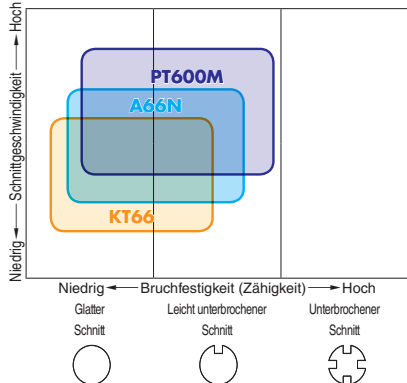 Hoch
Schnittgeschwindigkeit
Niedrig
PT600M
A66N
KT66
Niedrig Bruchfestigkeit (Zähigkeit) Hoch
Glatter Schnitt
Leicht unterbrochener Schnitt
Unterbrochener Schnitt